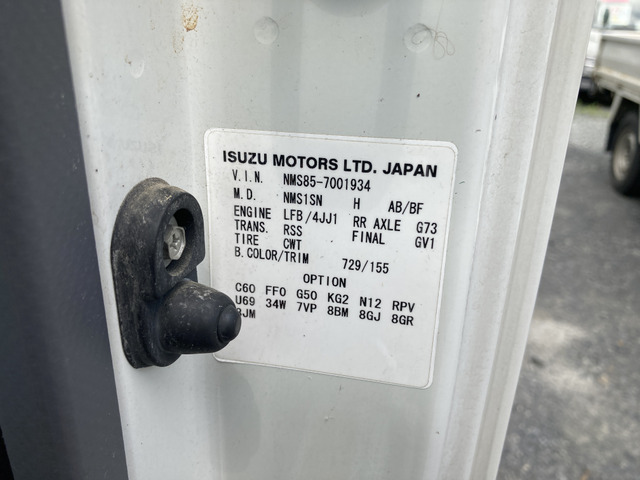 ISUZU MOTORS LTD. JAPAN
V.I.N. NMS85-7001934
M.D. NMS1SN H AB/BF
ENGINE LFB/4JJ1 RR AXLE G73
TRANS. RSS FINAL GV1
TIRE CWT
B.COLOR/TRIM 729/155
OPTION
C60 FF0 G50 KG2 N12 RPV
U69 34W 7VP 8BM 8GJ 8GR
8JM